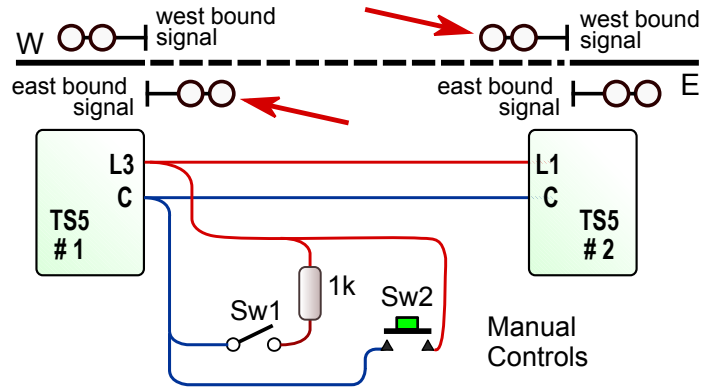 W
west bound
signal
west bound
signal
east bound
signal
east bound
signal
E
L3
C
TS5
# 1
L1
C
TS5
# 2
1k
Sw1
Sw2
Manual
Controls